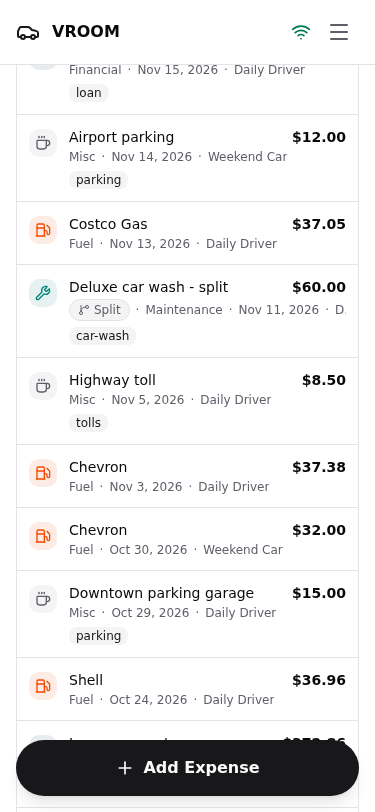 VROOM
Financial · Nov 15, 2026 · Daily Driver
loan
Airport parking $12.00
Misc · Nov 14, 2026 · Weekend Car
parking
Costco Gas $37.05
Fuel · Nov 13, 2026 · Daily Driver
Deluxe car wash - split $60.00
Split · Maintenance · Nov 11, 2026 · D.
car-wash
Highway toll $8.50
Misc · Nov 5, 2026 · Daily Driver
tolls
Chevron $37.38
Fuel · Nov 3, 2026 · Daily Driver
Chevron $32.00
Fuel · Oct 30, 2026 · Weekend Car
Downtown parking garage $15.00
Misc · Oct 29, 2026 · Daily Driver
parking
Shell $36.96
Fuel · Oct 24, 2026 · Daily Driver
Add Expense